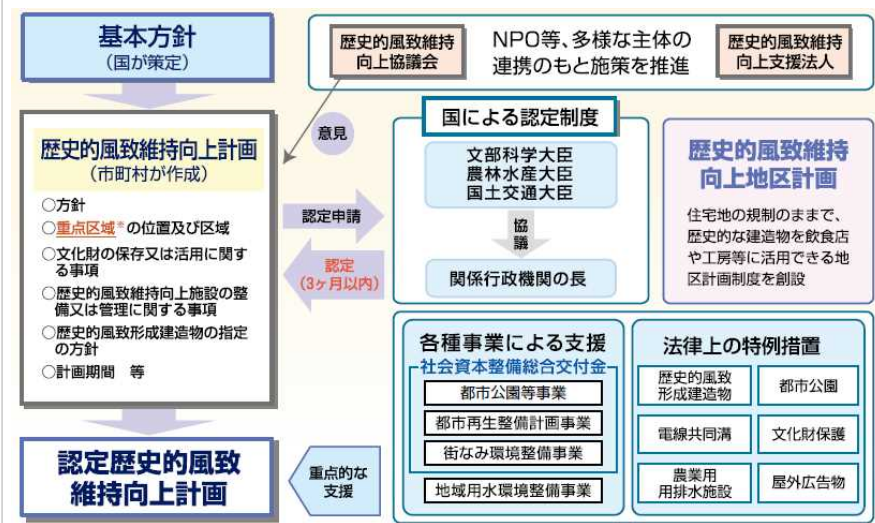 基本方針
(国が策定)
歴史的風致維持
向上協議会
NPO等、多様な主体の
連携のもと施策を推進
歴史的風致維持
向上支援法人
歴史的風致維持向上計画
(市町村が作成)
○方針
○重点区域※の位置及び区域
○文化財の保存又は活用に関す
る事項
○歴史的風致維持向上施設の整
備又は管理に関する事項
○歴史的風致形成建造物の指定
の方針
○計画期間 等
意見
認定申請
認定
(3ヶ月以内)
国による認定制度
文部科学大臣
農林水産大臣
国土交通大臣
協
議
関係行政機関の長
歴史的風致維持
向上地区計画
住宅地の規制のままで、
歴史的な建造物を飲食店
や工房等に活用できる地
区計画制度を創設
認定歴史的風致
維持向上計画
重点的な
支援
各種事業による支援
社会資本整備総合交付金
都市公園等事業
都市再生整備計画事業
街なみ環境整備事業
地域用水環境整備事業
法律上の特例措置
歴史的風致
形成建造物
都市公園
電線共同溝
文化財保護
農業用
用排水施設
屋外広告物